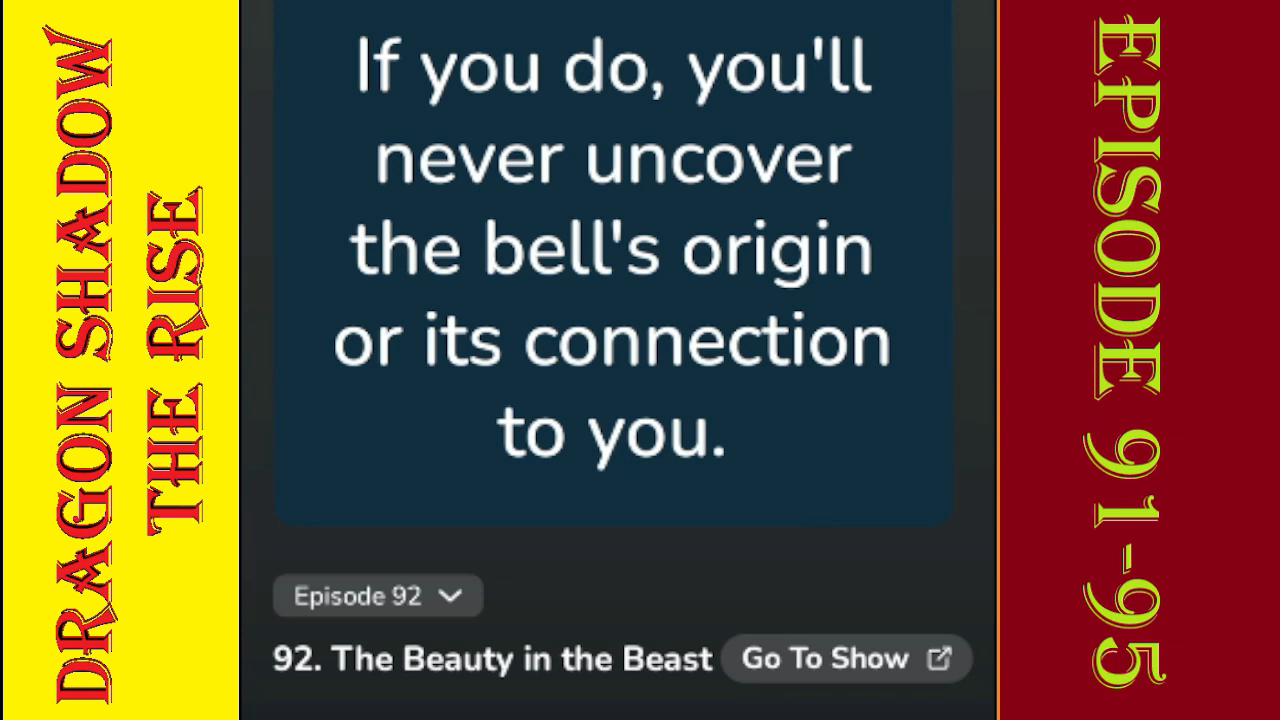 DRAGON SHADOW
THE RISE
If you do, you'll
never uncover
the bell's origin
or its connection
to you.
Episode 92
92. The Beauty in the Beast
Go To Show
EPISODE 91-95